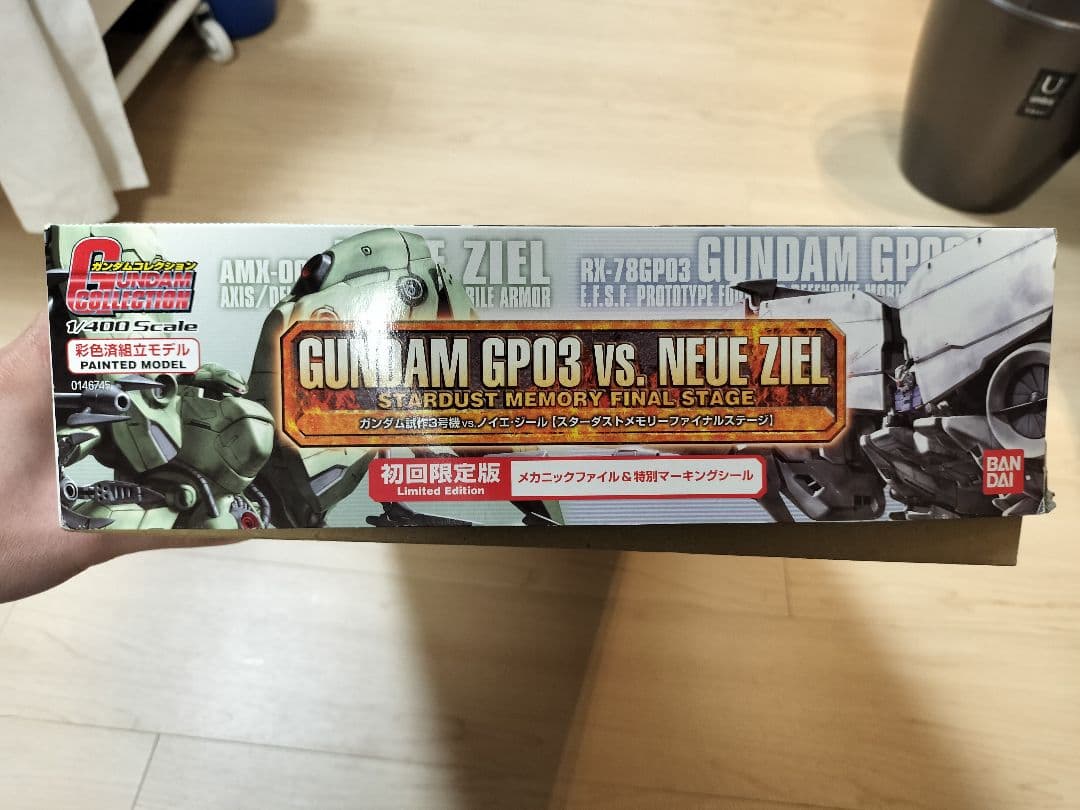 ガンダムコレクション
GUNDAM
COLLECTION
1/400 Scale
彩色済組立モデル
PAINTED MODEL
0146745
ZIEL
AXIS
ARMOR
RX-78GP03 GUNDAM
E.F.S.F. PROTOTYPE
GUNDAM GP03 VS. NEUE ZIEL
STARDUST MEMORY FINAL STAGE
ガンダム試作3号機vs.ノイエ・ジール【スターダストメモリーファイナルステージ】
初回限定版
Limited Edition
メカニックファイル&特別マーキングシール
BAN
DAI
U